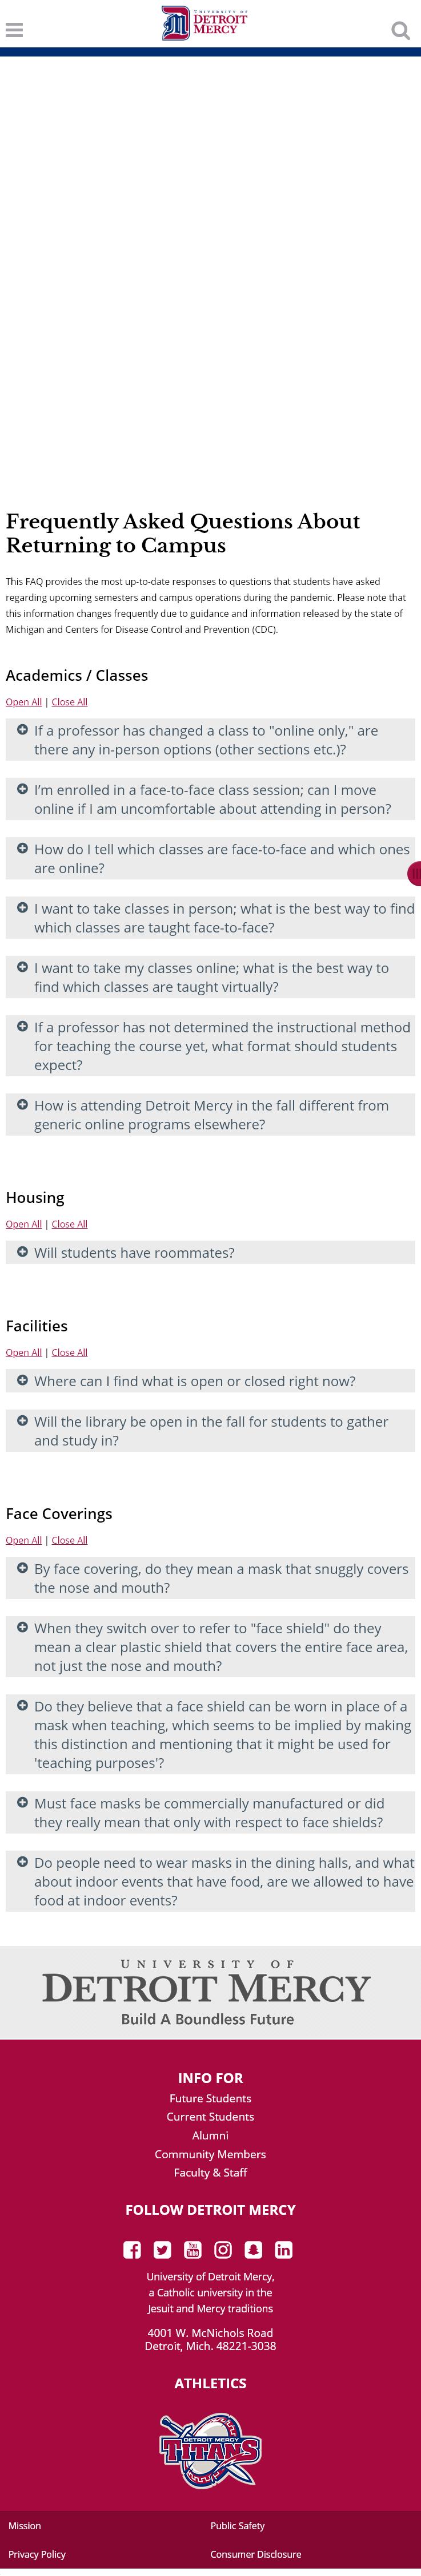 UNIVERSITY OF
DETROIT
MERCY
Frequently Asked Questions About
Returning to Campus
This FAQ provides the most up-to-date responses to questions that students have asked
regarding upcoming semesters and campus operations during the pandemic. Please note that
this information changes frequently due to guidance and information released by the state of
Michigan and Centers for Disease Control and Prevention (CDC).
Academics / Classes
Open All | Close All
If a professor has changed a class to "online only," are
there any in-person options (other sections etc.)?
I’m enrolled in a face-to-face class session; can I move
online if I am uncomfortable about attending in person?
How do I tell which classes are face-to-face and which ones
are online?
I want to take classes in person; what is the best way to find
which classes are taught face-to-face?
I want to take my classes online; what is the best way to
find which classes are taught virtually?
If a professor has not determined the instructional method
for teaching the course yet, what format should students
expect?
How is attending Detroit Mercy in the fall different from
generic online programs elsewhere?
Housing
Open All | Close All
Will students have roommates?
Facilities
Open All | Close All
Where can I find what is open or closed right now?
Will the library be open in the fall for students to gather
and study in?
Face Coverings
Open All | Close All
By face covering, do they mean a mask that snuggly covers
the nose and mouth?
When they switch over to refer to "face shield" do they
mean a clear plastic shield that covers the entire face area,
not just the nose and mouth?
Do they believe that a face shield can be worn in place of a
mask when teaching, which seems to be implied by making
this distinction and mentioning that it might be used for
'teaching purposes'?
Must face masks be commercially manufactured or did
they really mean that only with respect to face shields?
Do people need to wear masks in the dining halls, and what
about indoor events that have food, are we allowed to have
food at indoor events?
UNIVERSITY OF
DETROIT MERCY
Build A Boundless Future
INFO FOR
Future Students
Current Students
Alumni
Community Members
Faculty & Staff
FOLLOW DETROIT MERCY
University of Detroit Mercy,
a Catholic university in the
Jesuit and Mercy traditions
4001 W. McNichols Road
Detroit, Mich. 48221-3038
ATHLETICS
DETROIT MERCY
TITANS
Mission Public Safety
Privacy Policy Consumer Disclosure